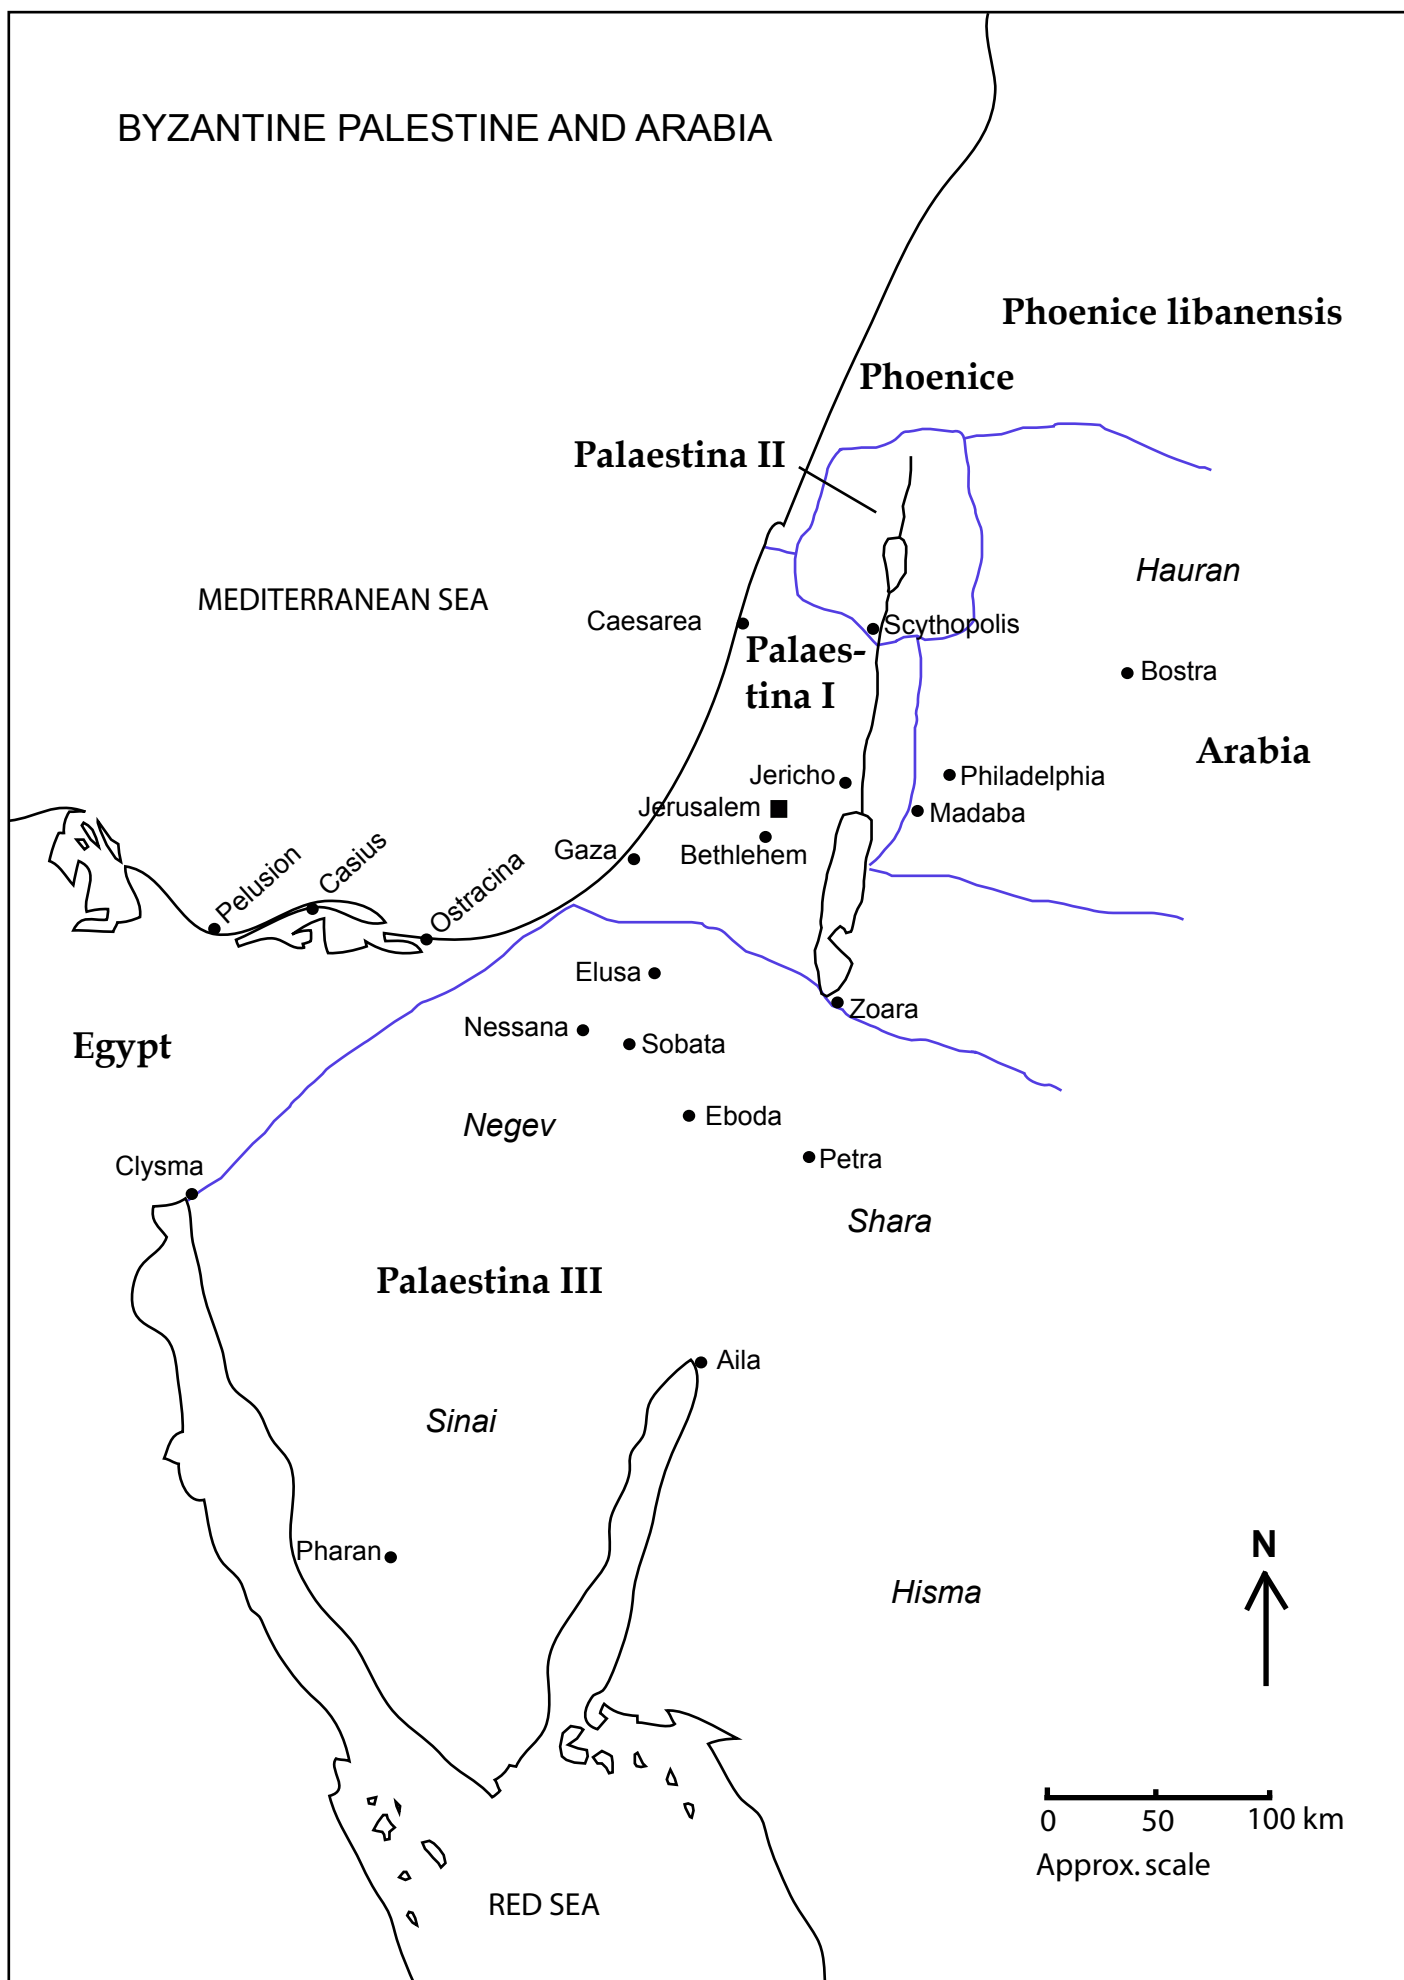 BYZANTINE PALESTINE AND ARABIA
Phoenice libanensis
Phoenice
Palaestina II
Hauran
MEDITERRANEAN SEA
Caesarea
Scythopolis
Palaes-
tina I
Bostra
Arabia
Jericho
Philadelphia
Jerusalem
Madaba
Gaza
Bethlehem
Pelusion
Casius
Ostracina
Elusa
Zoara
Nessana
Sobata
Egypt
Negev
Eboda
Clysma
Petra
Shara
Palaestina III
Aila
Sinai
Pharan
N
Hisma
0 50 100 km
Approx. scale
RED SEA